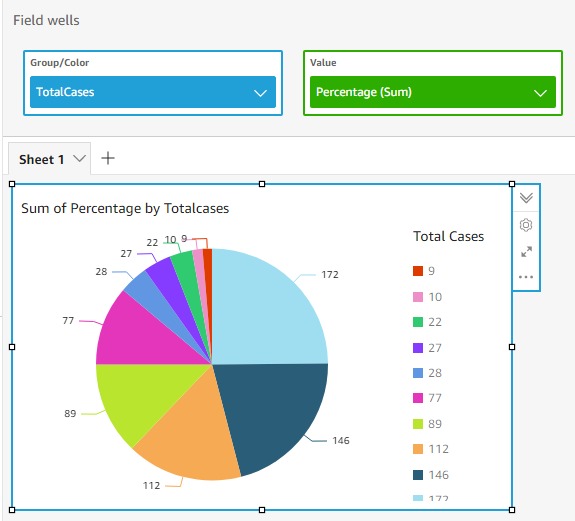 Field wells
Group/Color
TotalCases
Value
Percentage (Sum)
Sheet 1
Sum of Percentage by Totalcases
172
146
112
89
77
28
27
22
10
9
Total Cases
9
10
22
27
28
77
89
112
146
172